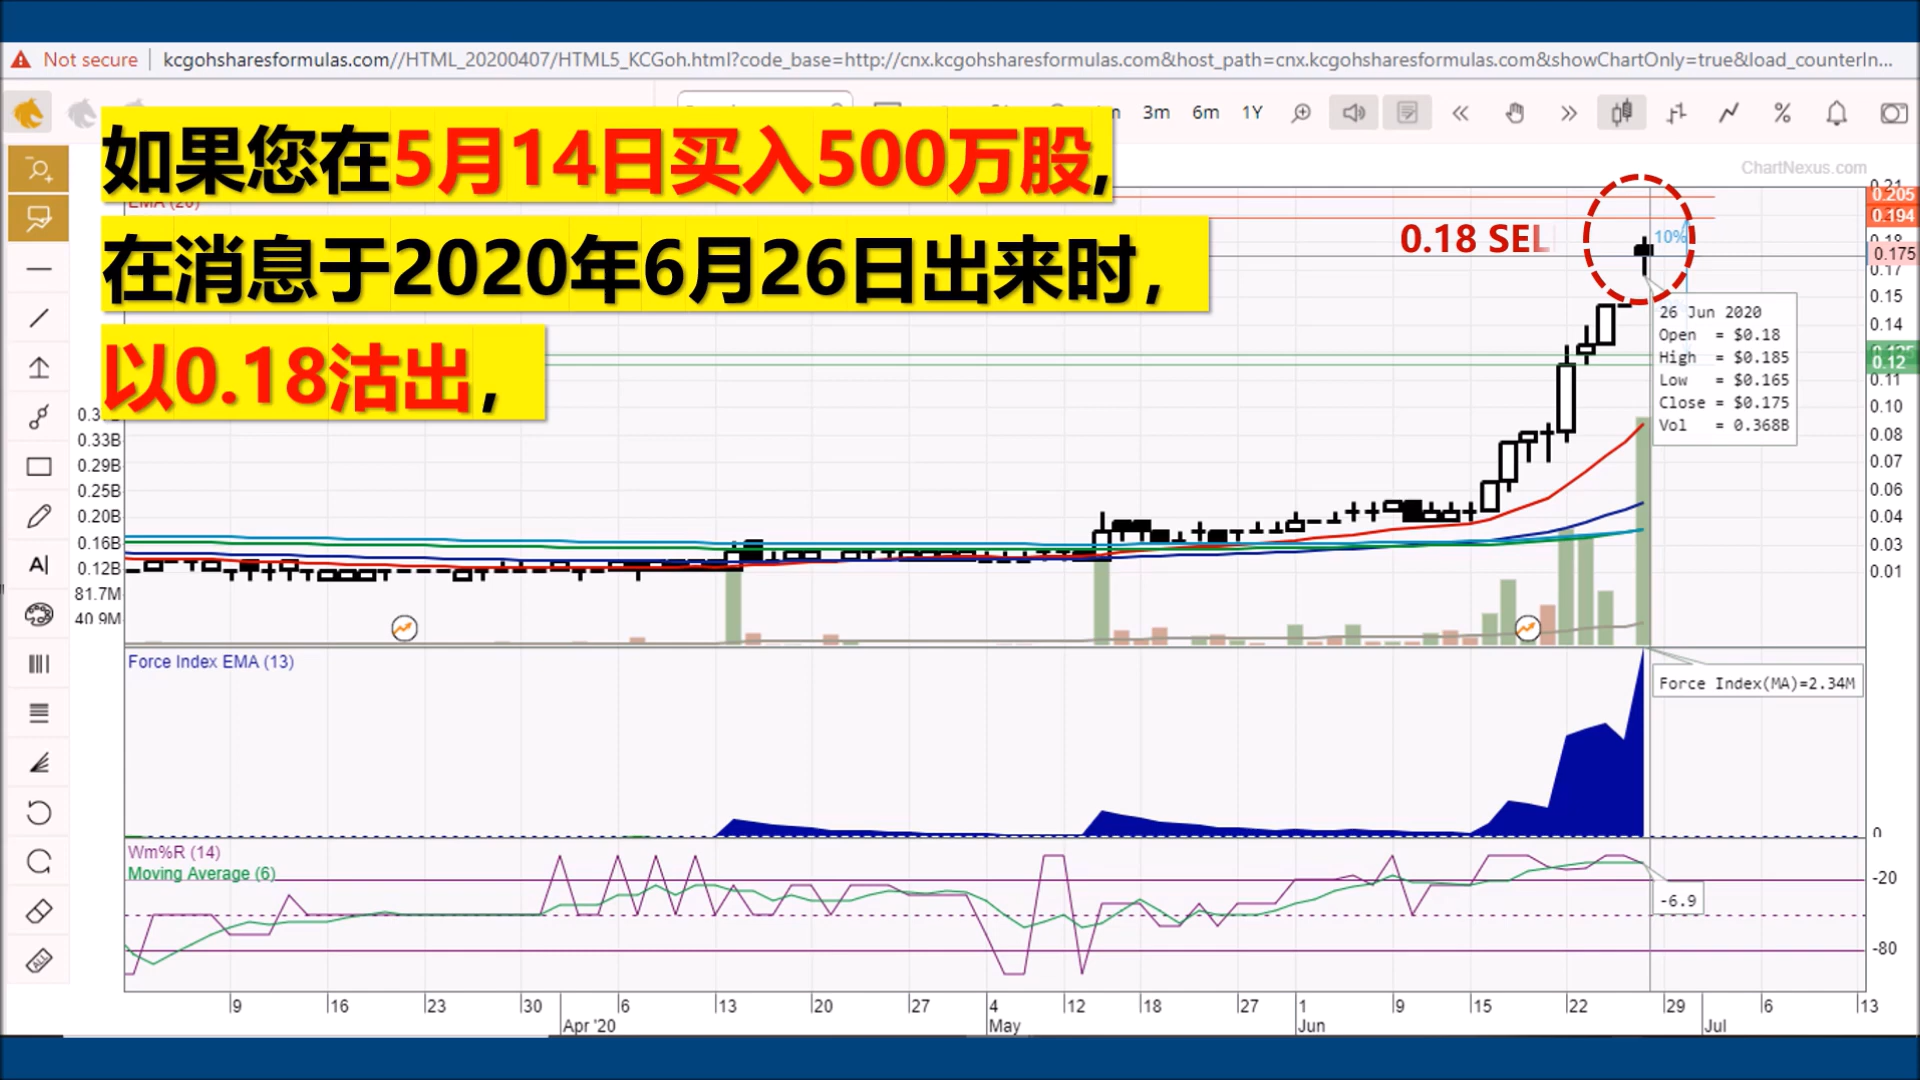 Not secure
kcgohsharesformulas.com//HTML_20200407/HTML5_KCGoh.html?code_base=http://cnx.kcgohsharesformulas.com&host_path=cnx.kcgohsharesformulas.com&showChartOnly=true&load_counterIn...
3m 6m 1Y
如果您在5月14日买入500万股,
在消息于2020年6月26日出来时，
以0.18沽出，
ChartNexus.com
0.18 SEL
10%
26 Jun 2020
Open = $0.18
High = $0.185
Low = $0.165
Close = $0.175
Vol = 0.368B
0.205
0.194
0.175
0.17
0.15
0.14
0.12
0.11
0.10
0.08
0.07
0.06
0.04
0.03
0.01
0.33B
0.29B
0.25B
0.20B
0.16B
0.12B
81.7M
40.9M
Force Index EMA (13)
Force Index(MA)=2.34M
0
Wm%R (14)
Moving Average (6)
-20
-6.9
-80
9 16 23 30 6 13 20 27 4 12 18 27 1 9 15 22 29 6 13
Apr '20 May Jun Jul
A
ALL